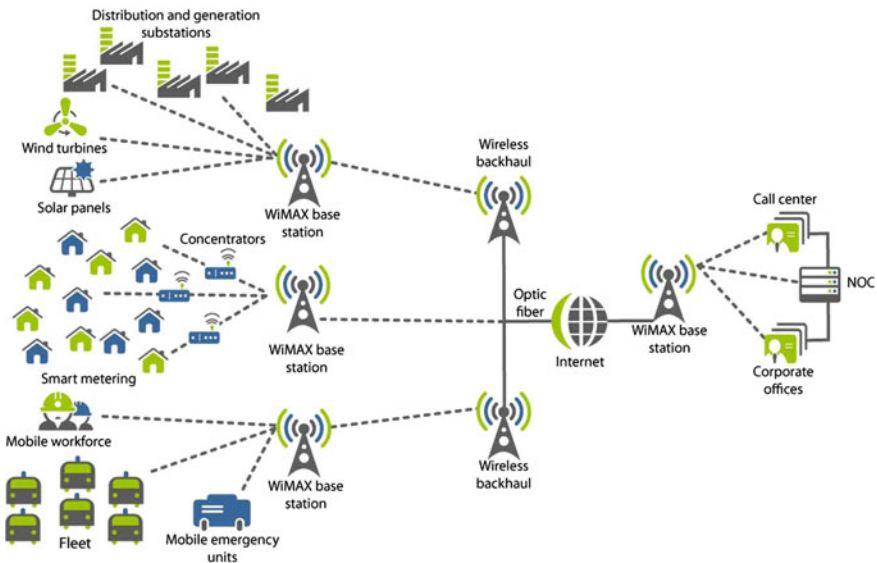 Distribution and generation
substations
Wind turbines
Solar panels
WiMAX base
station
Wireless
backhaul
Call center
Concentrators
NOC
Optic
fiber
WiMAX base
station
Internet
WiMAX base
station
Corporate
offices
Smart metering
Mobile workforce
WiMAX base
station
Wireless
backhaul
Fleet
Mobile emergency
units